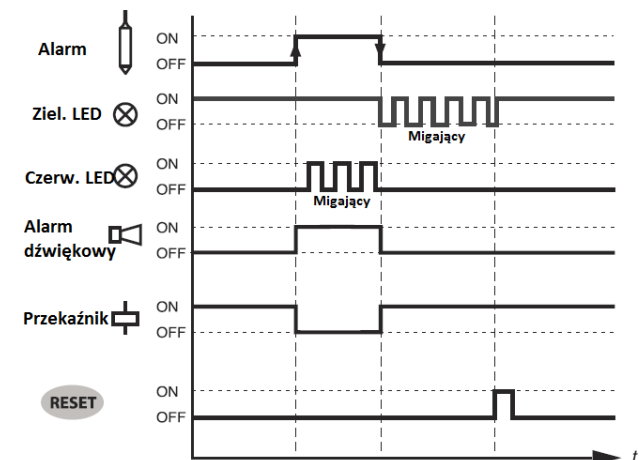 Alarm
ON
OFF
Ziel. LED
ON
OFF
Migający
Czerw. LED
ON
OFF
Migający
Alarm
dźwiękowy
ON
OFF
Przekaźnik
ON
OFF
RESET
ON
OFF
t